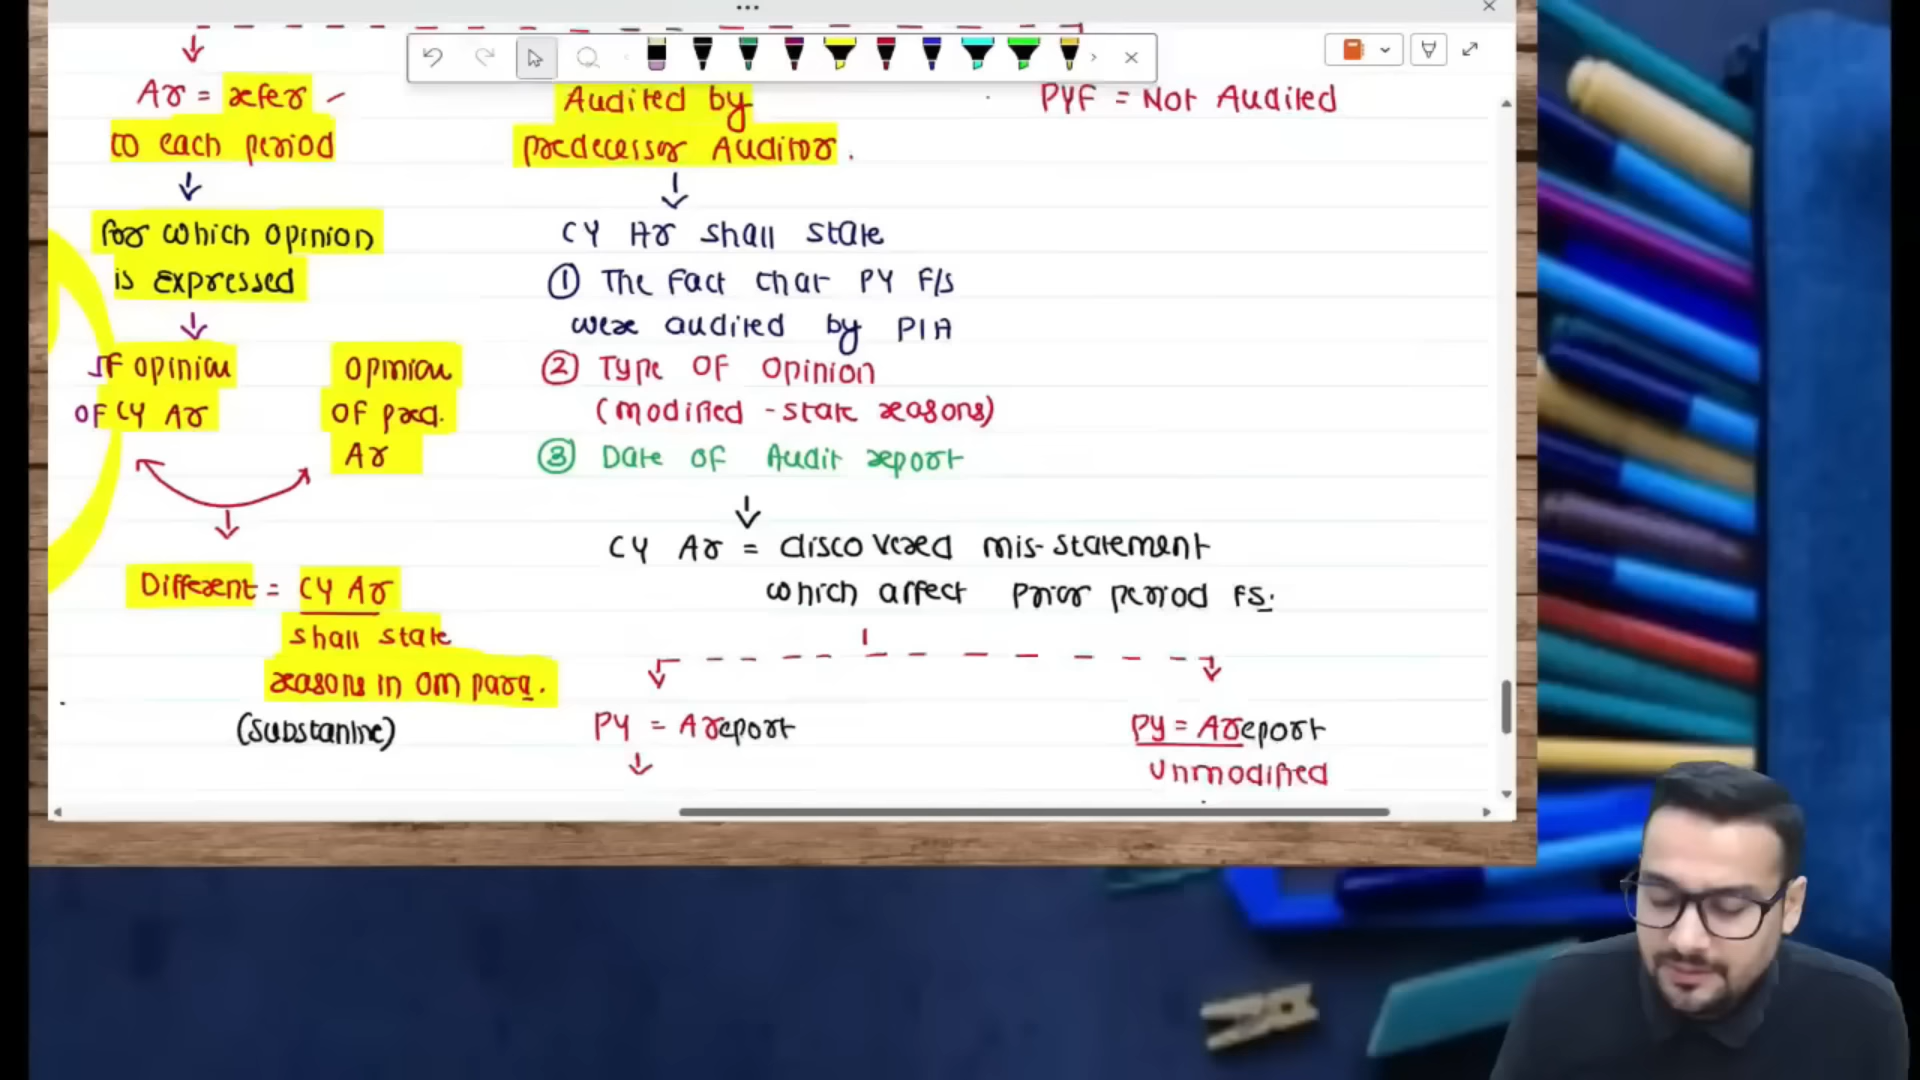 Ar = refer -
to each period
for which opinion
is expressed
If opinion
of CY Ar
opinion
of pred.
Ar
Different = CY Ar
shall state
reasons in om para.
(Substantive)
Audited by
predecessor Auditor.
CY Ar shall state
① The fact that PY F/s
were audited by PIA
② Type of opinion
(modified - state reasons)
③ Date of Audit report
CY Ar = discovered mis-statement
which affect prior period FS.
PY = Areport
PY = Areport
unmodified
PYF = Not Audited